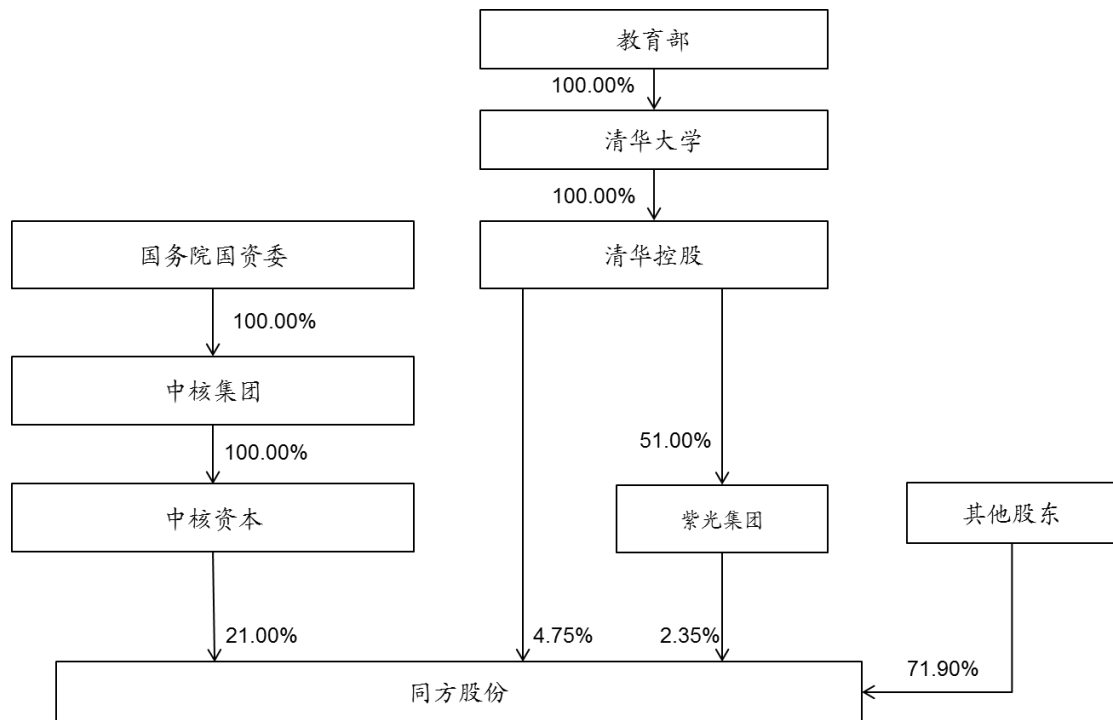 教育部
100.00%
清华大学
100.00%
国务院国资委
清华控股
100.00%
中核集团
100.00%
51.00%
中核资本
紫光集团
其他股东
21.00%
4.75%
2.35%
71.90%
同方股份